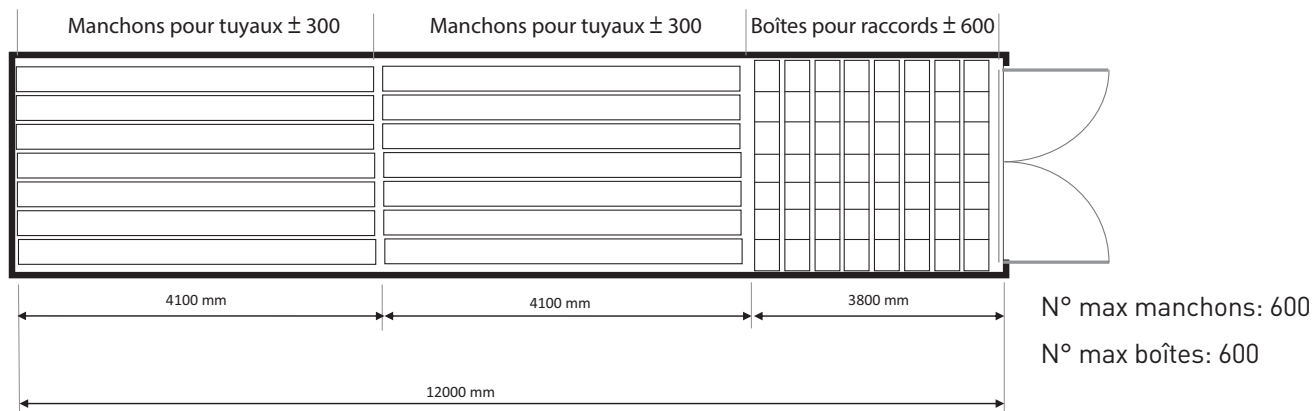 Manchons pour tuyaux ± 300
Manchons pour tuyaux ± 300
Boîtes pour raccords ± 600
4100 mm
4100 mm
3800 mm
N° max manchons: 600
N° max boîtes: 600
12000 mm